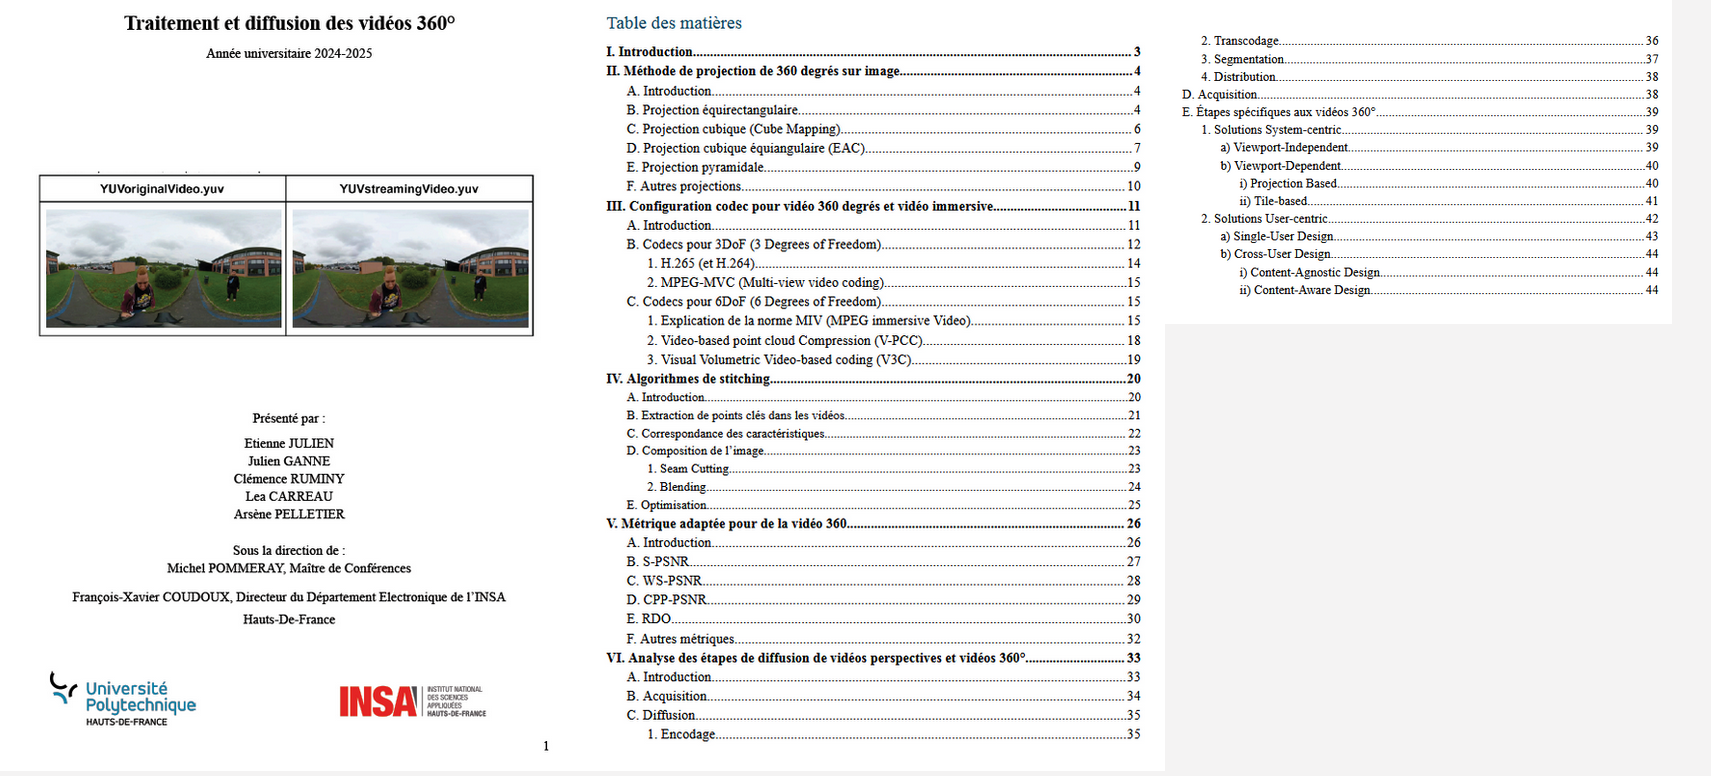 Traitement et diffusion des vidéos 360°
Année universitaire 2024-2025
YUVoriginalVideo.yuv
YUVstreamingVideo.yuv
Présenté par :
Etienne JULIEN
Julien GANNE
Clémence RUMINY
Lea CARREAU
Arsène PELLETIER
Sous la direction de :
Michel POMMERAY, Maître de Conférences
François-Xavier COUDOUX, Directeur du Département Electronique de l'INSA
Hauts-De-France
Université
Polytechnique
HAUTS-DE-FRANCE
INSA
INSTITUT NATIONAL
DES SCIENCES
APPLIQUÉES
HAUTS-DE-FRANCE
1
Table des matières
I. Introduction 3
II. Méthode de projection de 360 degrés sur image 4
A. Introduction 4
B. Projection équirectangulaire 4
C. Projection cubique (Cube Mapping) 6
D. Projection cubique équiangulaire (EAC) 7
E. Projection pyramidale 9
F. Autres projections 10
III. Configuration codec pour vidéo 360 degrés et vidéo immersive 11
A. Introduction 11
B. Codecs pour 3DoF (3 Degrees of Freedom) 12
1. H.265 (et H.264) 14
2. MPEG-MVC (Multi-view video coding) 15
C. Codecs pour 6DoF (6 Degrees of Freedom) 15
1. Explication de la norme MIV (MPEG immersive Video) 15
2. Video-based point cloud Compression (V-PCC) 18
3. Visual Volumetric Video-based coding (V3C) 19
IV. Algorithmes de stitching 20
A. Introduction 20
B. Extraction de points clés dans les vidéos 21
C. Correspondance des caractéristiques 22
D. Composition de l'image 23
1. Seam Cutting 23
2. Blending 24
E. Optimisation 25
V. Métrique adaptée pour de la vidéo 360 26
A. Introduction 26
B. S-PSNR 27
C. WS-PSNR 28
D. CPP-PSNR 29
E. RDO 30
F. Autres métriques 32
VI. Analyse des étapes de diffusion de vidéos perspectives et vidéos 360° 33
A. Introduction 33
B. Acquisition 34
C. Diffusion 35
1. Encodage 35
2. Transcodage 36
3. Segmentation 37
4. Distribution 38
D. Acquisition 38
E. Étapes spécifiques aux vidéos 360° 39
1. Solutions System-centric 39
a) Viewport-Independent 39
b) Viewport-Dependent 40
i) Projection Based 40
ii) Tile-based 41
2. Solutions User-centric 42
a) Single-User Design 43
b) Cross-User Design 44
i) Content-Agnostic Design 44
ii) Content-Aware Design 44